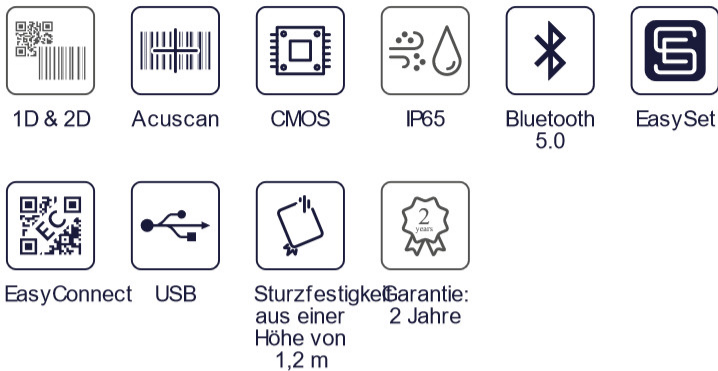 1D & 2D
Acuscan
CMOS
IP65
Bluetooth
5.0
EasySet
EC
EasyConnect
USB
Sturzfestigkeit
aus einer
Höhe von
1,2 m
2
years
Garantie:
2 Jahre